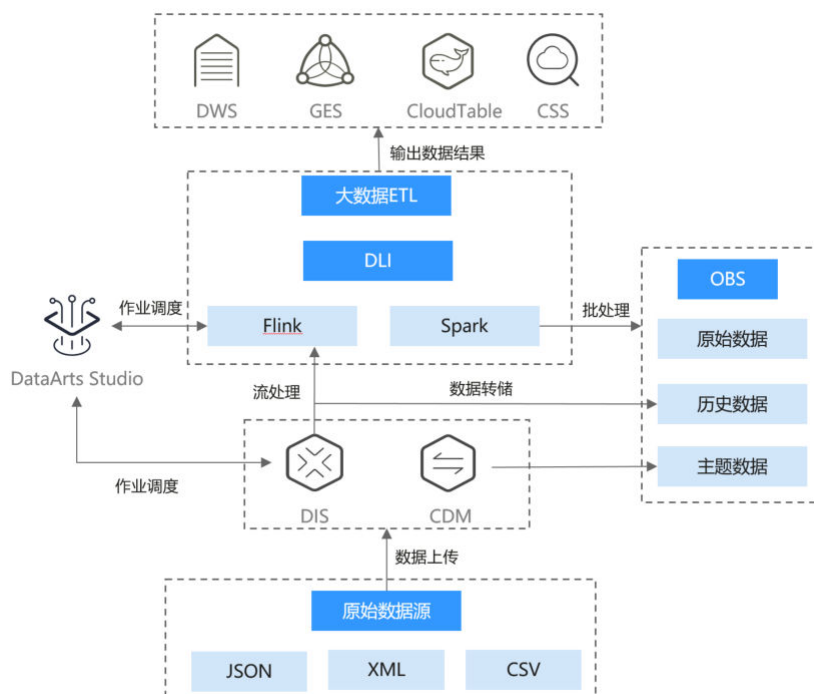 DWS
GES
CloudTable
CSS
输出数据结果
大数据ETL
DLI
OBS
作业调度
Flink
Spark
批处理
原始数据
DataArts Studio
流处理
数据转储
历史数据
作业调度
主题数据
DIS
CDM
数据上传
原始数据源
JSON
XML
CSV